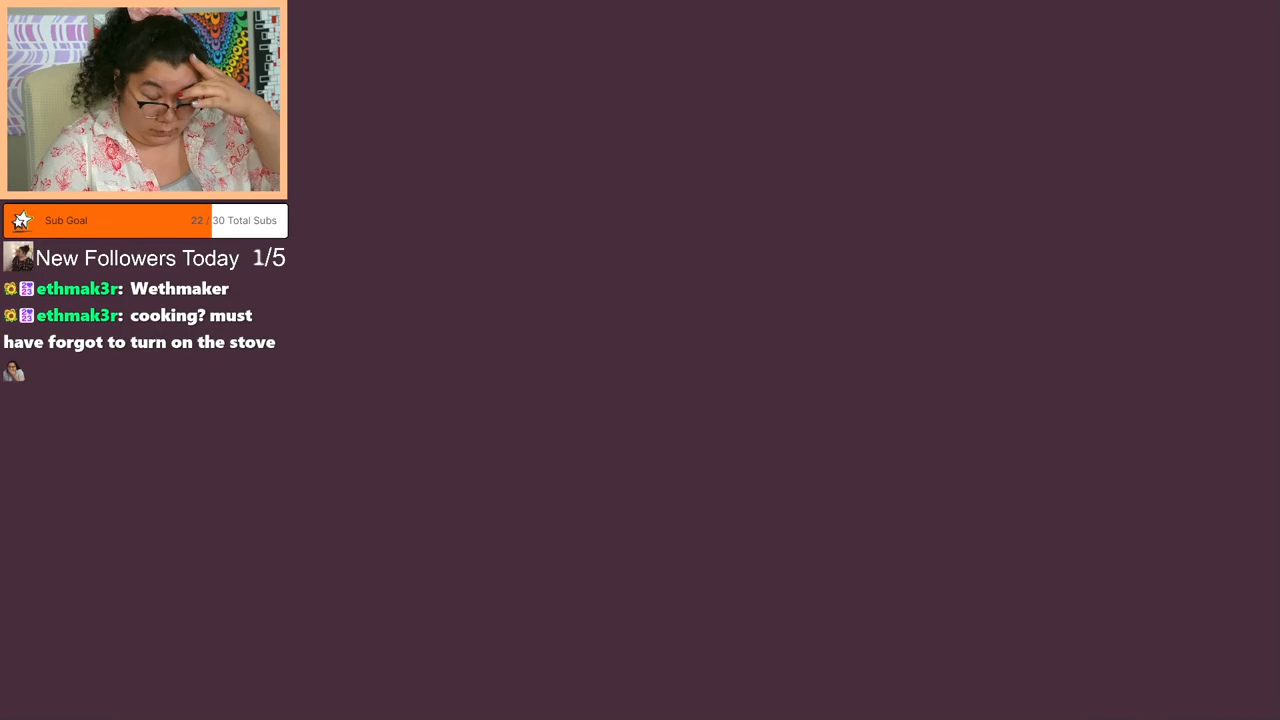 Sub Goal 22 / 30 Total Subs
New Followers Today 1/5
ethmak3r: Wethmaker
ethmak3r: cooking? must
have forgot to turn on the stove